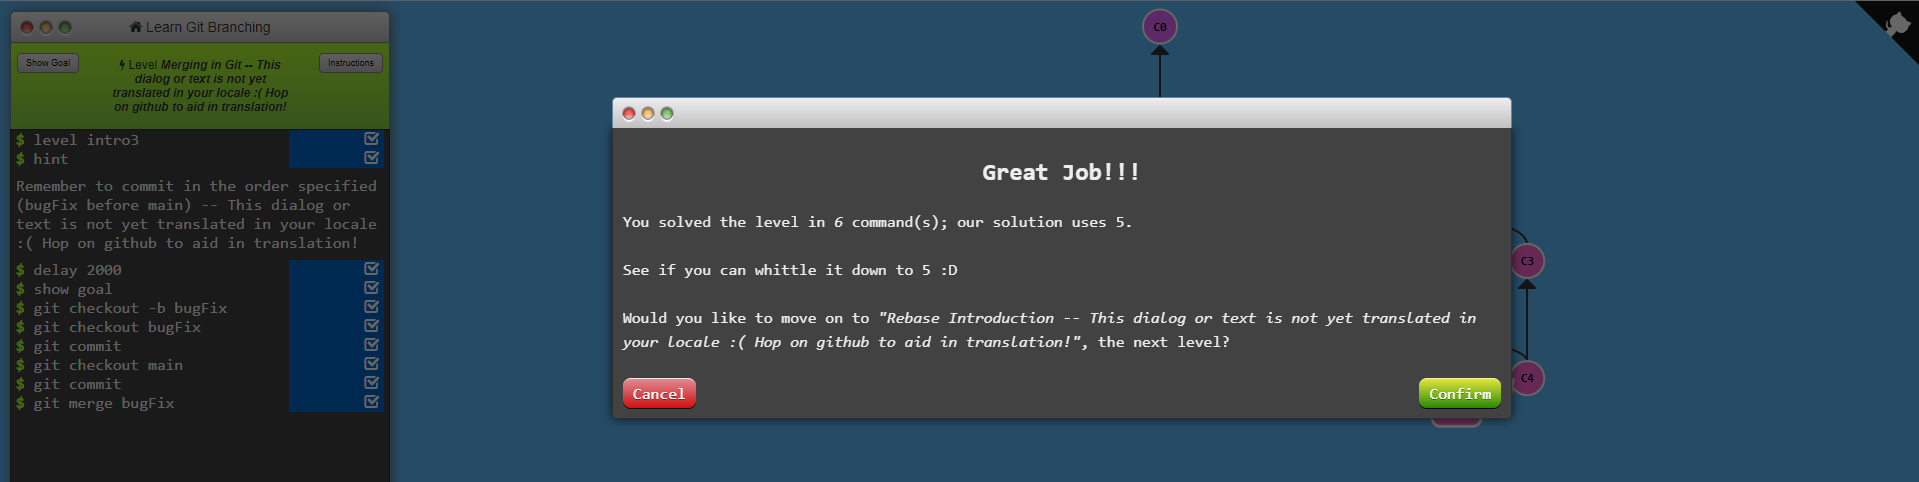 Learn Git Branching
Show Goal
Level Merging in Git -- This
dialog or text is not yet
translated in your locale :( Hop
on github to aid in translation!
Instructions
$ level intro3
$ hint
Remember to commit in the order specified
(bugFix before main) -- This dialog or
text is not yet translated in your locale
:( Hop on github to aid in translation!
$ delay 2000
$ show goal
$ git checkout -b bugFix
$ git checkout bugFix
$ git commit
$ git checkout main
$ git commit
$ git merge bugFix
C0
Great Job!!!
You solved the level in 6 command(s); our solution uses 5.
See if you can whittle it down to 5 :D
Would you like to move on to "Rebase Introduction -- This dialog or text is not yet translated in
your locale :( Hop on github to aid in translation!", the next level?
Cancel
Confirm
C3
C4